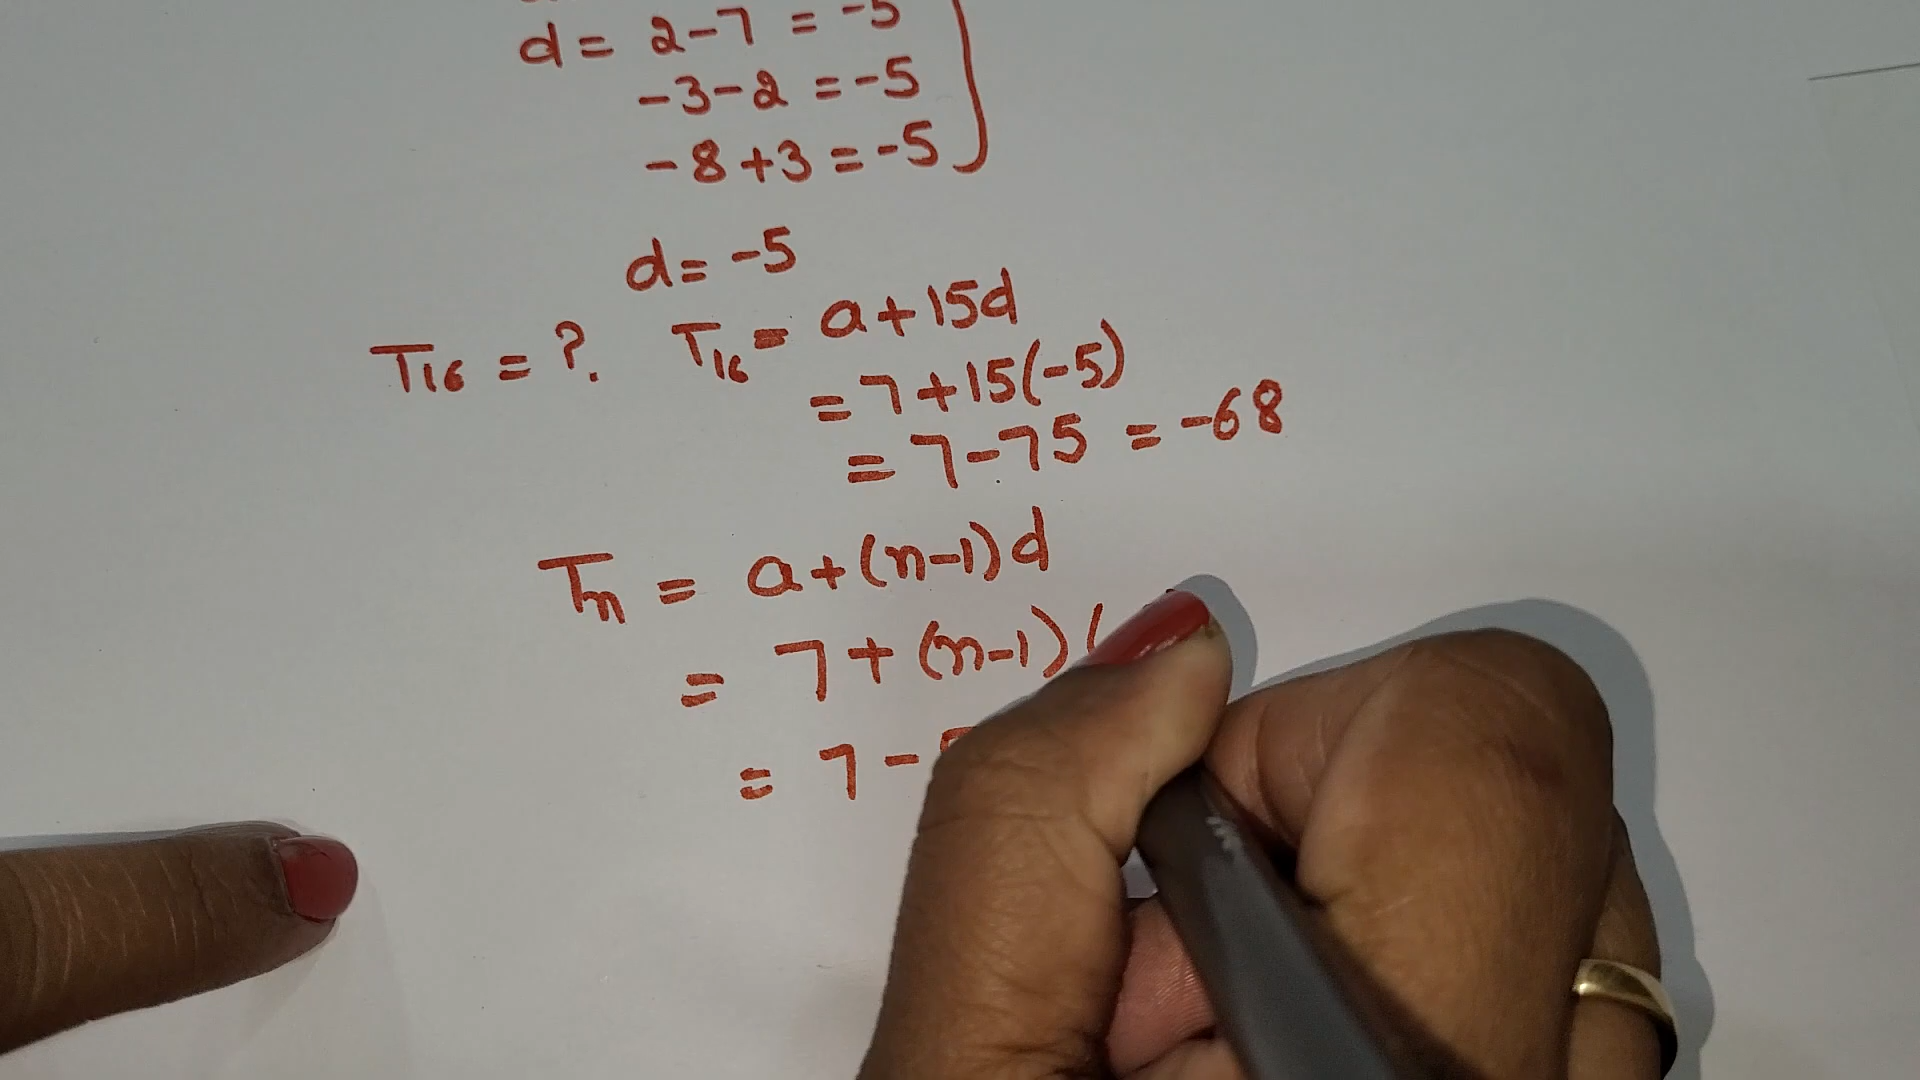 d = 2-7 = -5
-3-2 = -5
-8+3 = -5
d = -5
T16 = ?. T16 = a+15d
= 7+15(-5)
= 7-75 = -68
Tn = a+(n-1)d
= 7+(n-1)(
= 7-